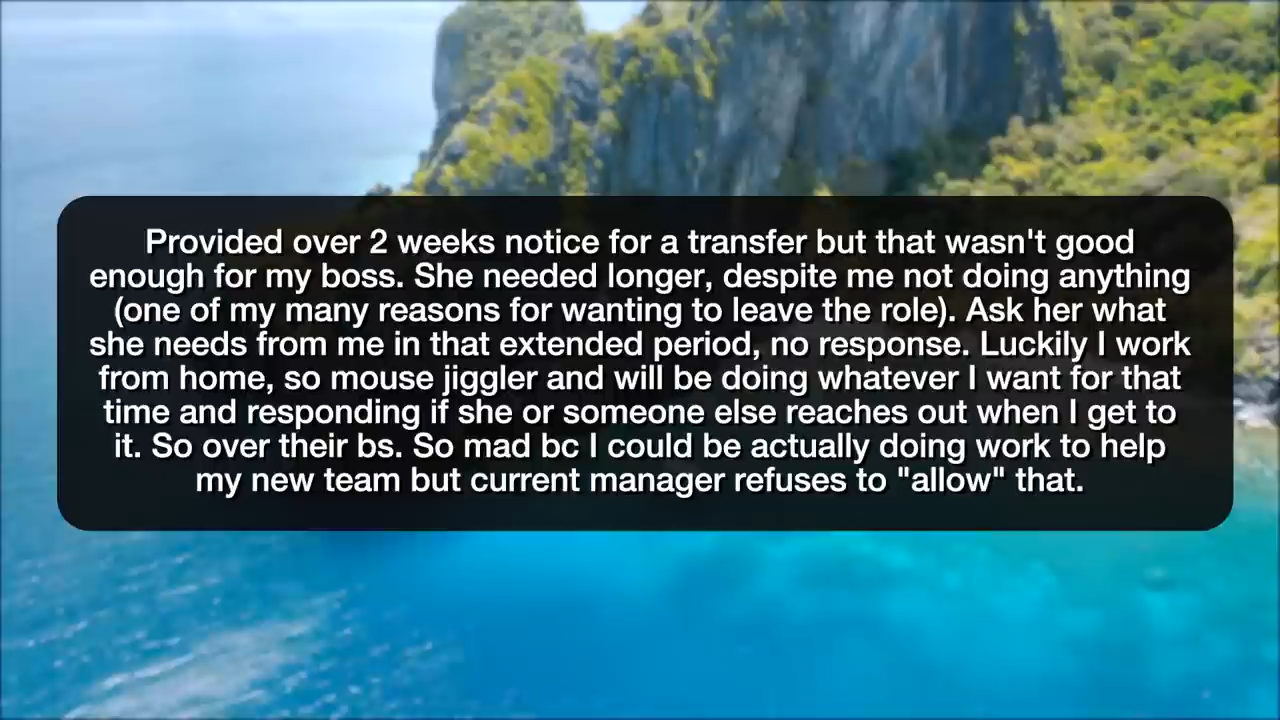 Provided over 2 weeks notice for a transfer but that wasn't good
enough for my boss. She needed longer, despite me not doing anything
(one of my many reasons for wanting to leave the role). Ask her what
she needs from me in that extended period, no response. Luckily I work
from home, so mouse jiggler and will be doing whatever I want for that
time and responding if she or someone else reaches out when I get to
it. So over their bs. So mad bc I could be actually doing work to help
my new team but current manager refuses to "allow" that.